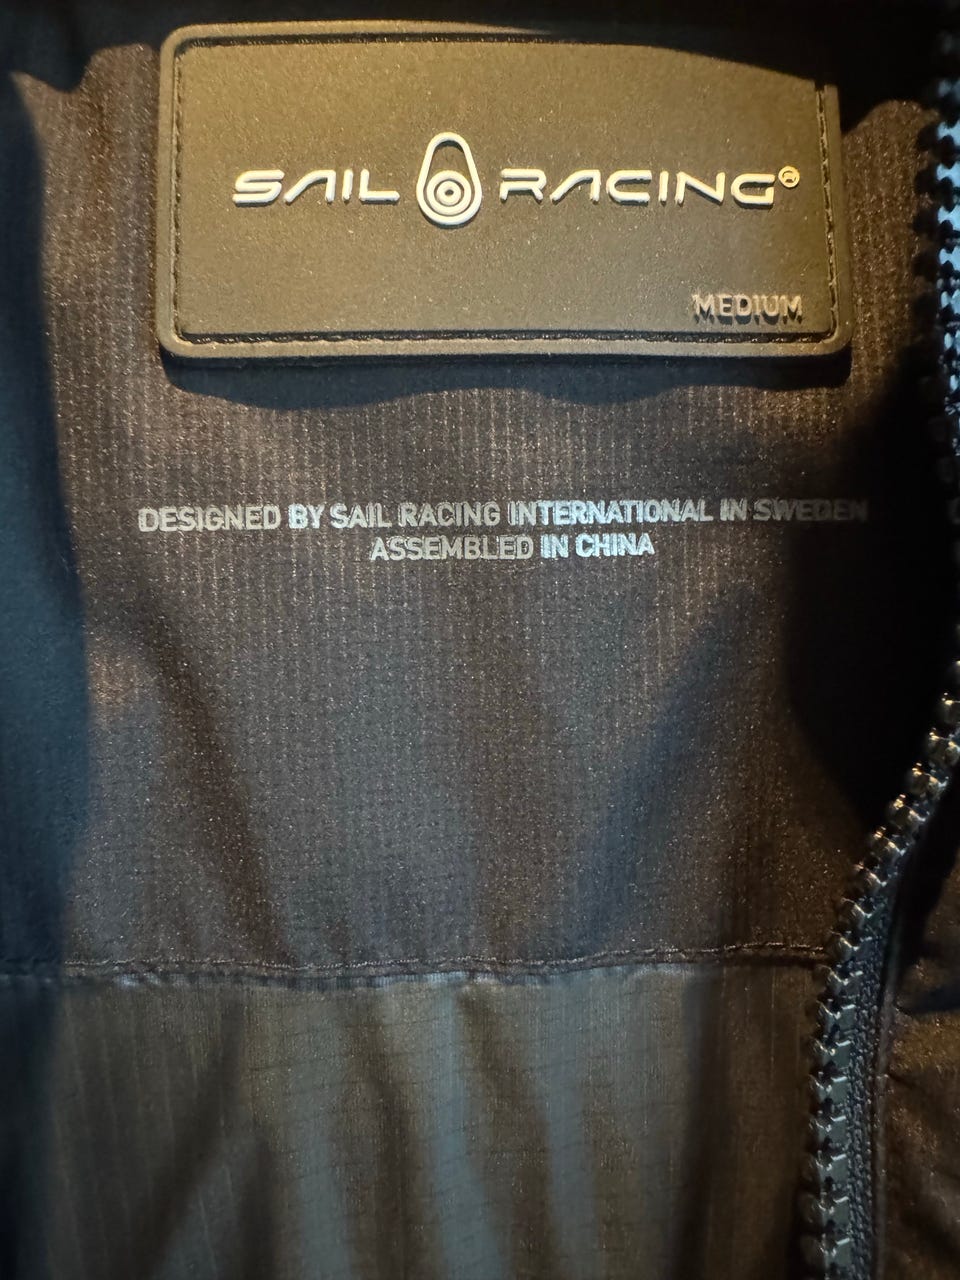 SAIL RACING®
MEDIUM
DESIGNED BY SAIL RACING INTERNATIONAL IN SWEDEN
ASSEMBLED IN CHINA